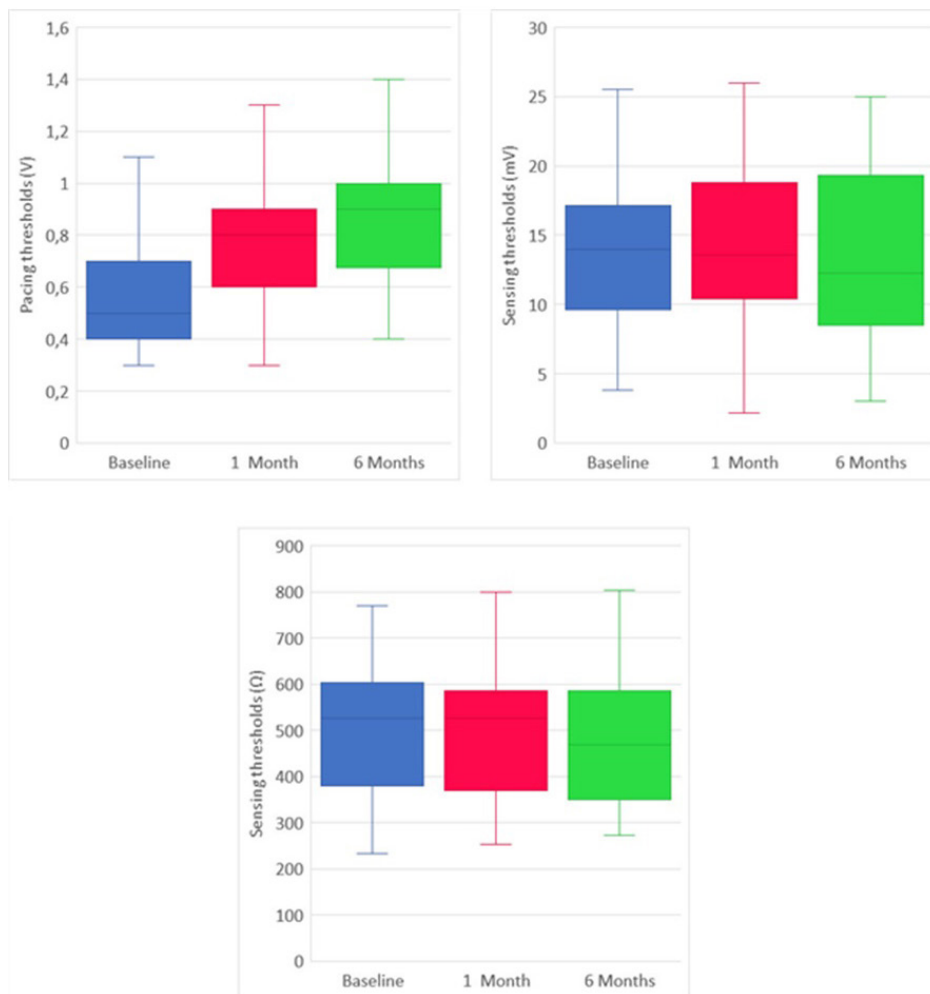 Pacing thresholds (V)
1,6
1,4
1,2
1
0,8
0,6
0,4
0,2
0
Baseline
1 Month
6 Months
Sensing thresholds (mV)
30
25
20
15
10
5
0
Baseline
1 Month
6 Months
Sensing thresholds (Ω)
900
800
700
600
500
400
300
200
100
0
Baseline
1 Month
6 Months